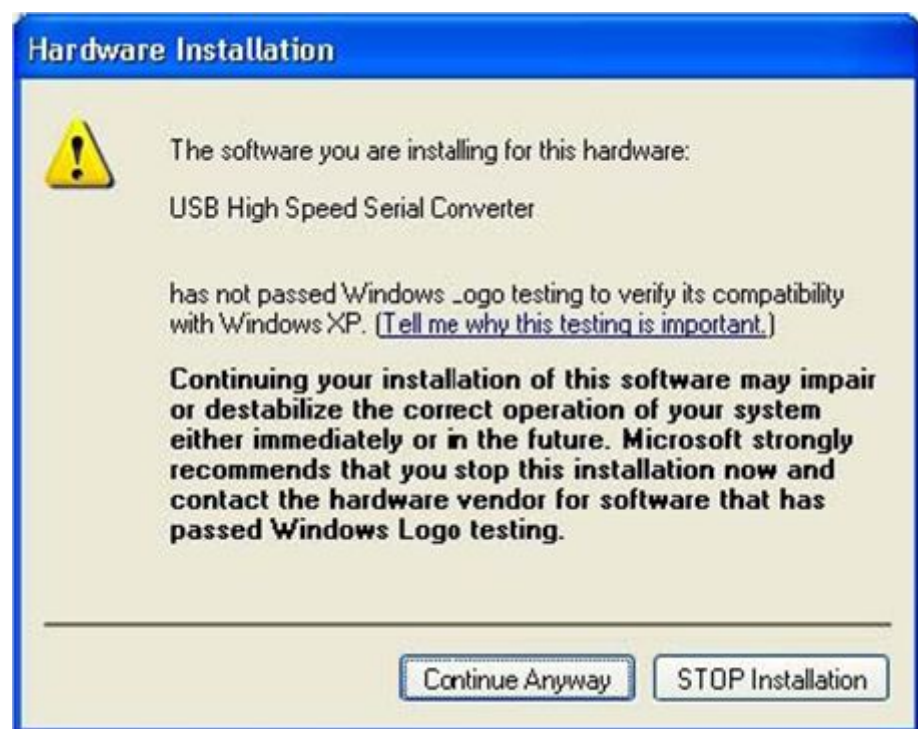 Hardware Installation
The software you are installing for this hardware:
USB High Speed Serial Converter
has not passed Windows Logo testing to verify its compatibility
with Windows XP. (Tell me why this testing is important.)
Continuing your installation of this software may impair
or destabilize the correct operation of your system
either immediately or in the future. Microsoft strongly
recommends that you stop this installation now and
contact the hardware vendor for software that has
passed Windows Logo testing.
Continue Anyway
STOP Installation